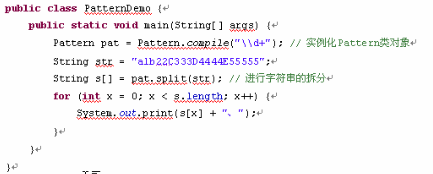 public class PatternDemo {
public static void main(String[] args) {
Pattern pat = Pattern.compile("\\d+"); // 实例化Pattern类对象
String str = "a1b22C333D4444E55555";
String s[] = pat.split(str); // 进行字符串的拆分
for (int x = 0; x < s.length; x++) {
System.out.print(s[x] + "、");
}
}
}